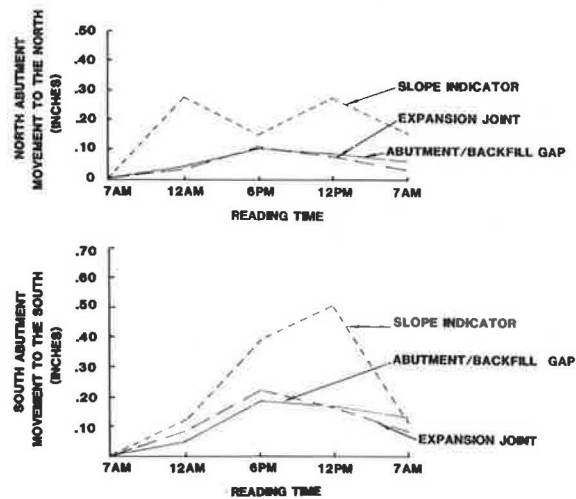 NORTH ABUTMENT
MOVEMENT TO THE NORTH
(INCHES)
.50
.40
.30
.20
.10
0
SLOPE INDICATOR
EXPANSION JOINT
ABUTMENT/BACKFILL GAP
7AM 12AM 6PM 12PM 7AM
READING TIME
SOUTH ABUTMENT
MOVEMENT TO THE SOUTH
(INCHES)
.70
.60
.50
.40
.30
.20
.10
SLOPE INDICATOR
ABUTMENT/BACKFILL GAP
EXPANSION JOINT
7AM 12AM 6PM 12PM 7AM
READING TIME